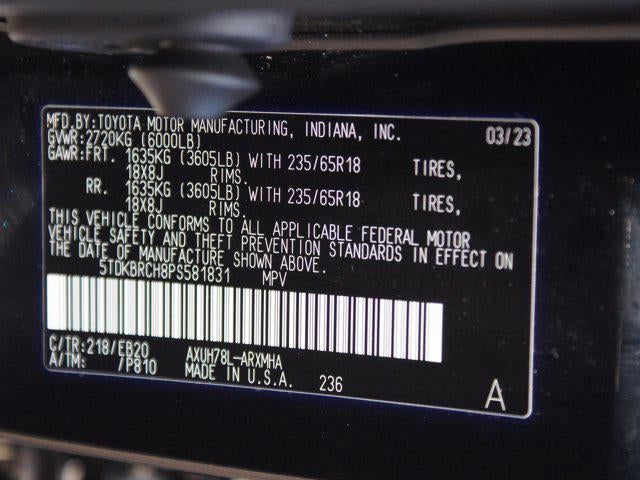 MFD.BY:TOYOTA MOTOR MANUFACTURING, INDIANA, INC. 03/23
GVWR:2720KG (6000LB)
GAWR:FRT. 1635KG (3605LB) WITH 235/65R18 TIRES,
18X8J RIMS.
RR. 1635KG (3605LB) WITH 235/65R18 TIRES,
18X8J RIMS.
THIS VEHICLE CONFORMS TO ALL APPLICABLE FEDERAL MOTOR
VEHICLE SAFETY AND THEFT PREVENTION STANDARDS IN EFFECT ON
THE DATE OF MANUFACTURE SHOWN ABOVE.
5TDKBRCH8PS581831 MPV
C/TR:218/EB20 AXUH78L-ARXMHA
A/TM: /P810 MADE IN U.S.A. 236
A